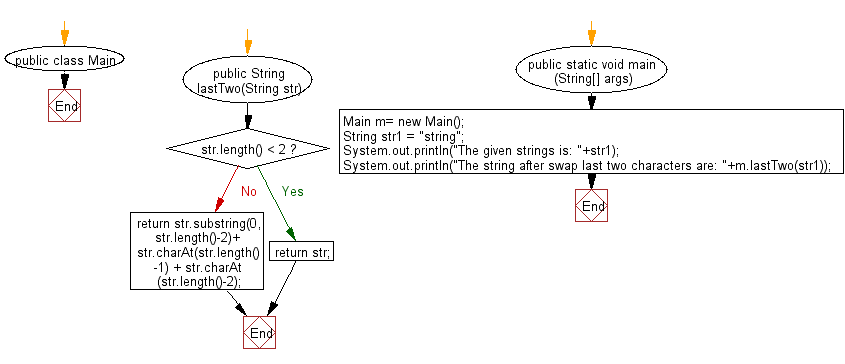 public class Main
End
public String
lastTwo(String str)
str.length() < 2 ?
No
Yes
return str.substring(0,
str.length()-2)+
str.charAt(str.length()
-1) + str.charAt
(str.length()-2);
return str;
End
public static void main
(String[] args)
Main m= new Main();
String str1 = "string";
System.out.println("The given strings is: "+str1);
System.out.println("The string after swap last two characters are: "+m.lastTwo(str1));
End